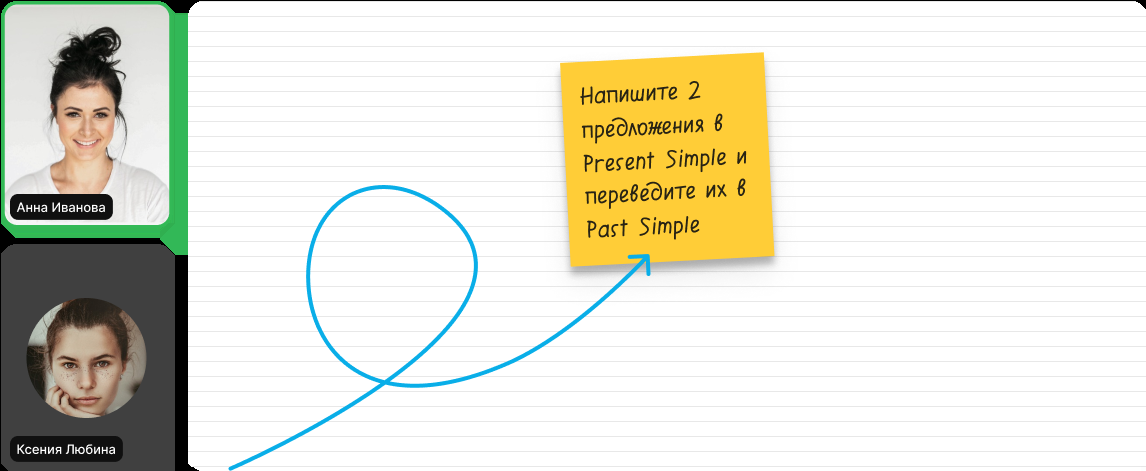 Анна Иванова
Ксения Любина
Напишите 2
предложения в
Present Simple и
переведите их в
Past Simple